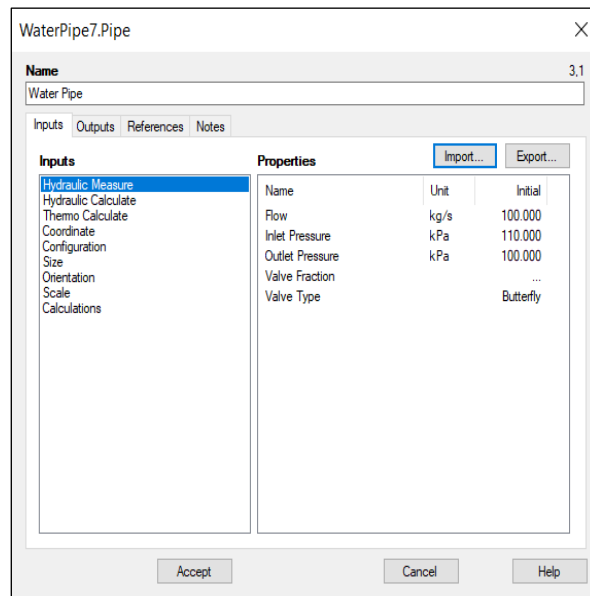 WaterPipe7.Pipe
Name 3,1
Water Pipe
Inputs Outputs References Notes
Inputs Properties Import... Export...
Hydraulic Measure
Hydraulic Calculate
Thermo Calculate
Coordinate
Configuration
Size
Orientation
Scale
Calculations
Name Unit Initial
Flow kg/s 100.000
Inlet Pressure kPa 110.000
Outlet Pressure kPa 100.000
Valve Fraction ...
Valve Type Butterfly
Accept Cancel Help